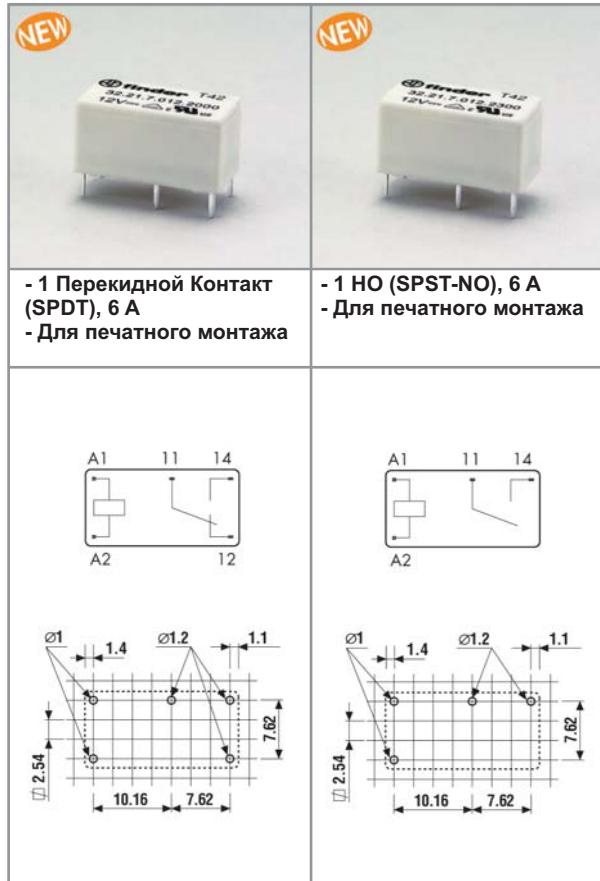 NEW
finder T42
32.21.7.012.2000
12V
NEW
finder T42
32.21.7.012.2300
12V
- 1 Перекидной Контакт
(SPDT), 6 A
- Для печатного монтажа
- 1 НО (SPST-NO), 6 A
- Для печатного монтажа
A1 11 14
A2 12
A1 11 14
A2
Ø1 1.4 Ø1.2 1.1
7.62
2.54
10.16 7.62
Ø1 1.4 Ø1.2 1.1
7.62
2.54
10.16 7.62